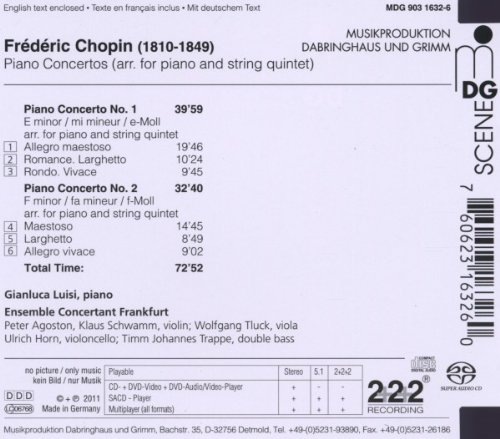 English text enclosed • Texte en français inclus • Mit deutschem Text
MDG 903 1632-6
Frédéric Chopin (1810-1849)
Piano Concertos (arr. for piano and string quintet)
MUSIKPRODUKTION
DABRINGHAUS UND GRIMM
MDG
SCENE
Piano Concerto No. 1 39'59
E minor / mi mineur / e-Moll
arr. for piano and string quintet
1 Allegro maestoso 19'46
2 Romance. Larghetto 10'24
3 Rondo. Vivace 9'45
Piano Concerto No. 2 32'40
F minor / fa mineur / f-Moll
arr. for piano and string quintet
4 Maestoso 14'45
5 Larghetto 8'49
6 Allegro vivace 9'02
Total Time: 72'52
7 60623 16326 0
Gianluca Luisi, piano
Ensemble Concertant Frankfurt
Peter Agoston, Klaus Schwamm, violin; Wolfgang Tluck, viola
Ulrich Horn, violoncello; Timm Johannes Trappe, double bass
no picture / only music
kein Bild / nur Musik
Playable Stereo 5.1 2+2+2
CD- + DVD-Video + DVD-Audio/Video-Player + - -
SACD - Player + + +
Multiplayer (all formats) + + +
DDD
LC06768
© + ℗ 2011
Made in Germany
COMPACT disc DIGITAL AUDIO
SUPER AUDIO CD
2+2+2®
RECORDING
Musikproduktion Dabringhaus und Grimm, Bachstr. 35, D-32756 Detmold, Tel.+49-(0)5231-93890, Fax.+49-(0)5231-26186